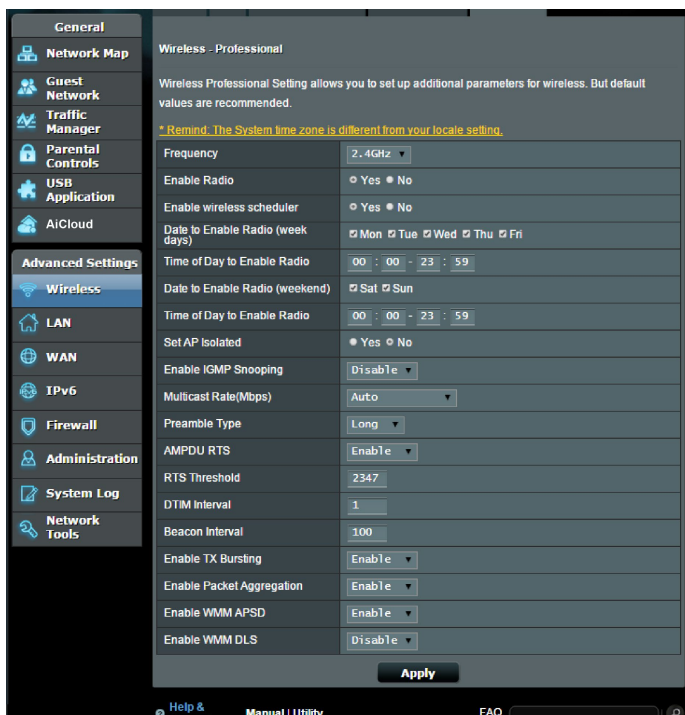 General
Network Map
Guest
Network
Traffic
Manager
Parental
Controls
USB
Application
AiCloud
Advanced Settings
Wireless
LAN
WAN
IPv6
Firewall
Administration
System Log
Network
Tools
Wireless - Professional
Wireless Professional Setting allows you to set up additional parameters for wireless. But default
values are recommended.
* Remind: The System time zone is different from your locale setting.
Frequency 2.4GHz
Enable Radio Yes No
Enable wireless scheduler Yes No
Date to Enable Radio (week
days) Mon Tue Wed Thu Fri
Time of Day to Enable Radio 00 : 00 - 23 : 59
Date to Enable Radio (weekend) Sat Sun
Time of Day to Enable Radio 00 : 00 - 23 : 59
Set AP Isolated Yes No
Enable IGMP Snooping Disable
Multicast Rate(Mbps) Auto
Preamble Type Long
AMPDU RTS Enable
RTS Threshold 2347
DTIM Interval 1
Beacon Interval 100
Enable TX Bursting Enable
Enable Packet Aggregation Enable
Enable WMM APSD Enable
Enable WMM DLS Disable
Apply
Help &
Manual | Utility FAQ